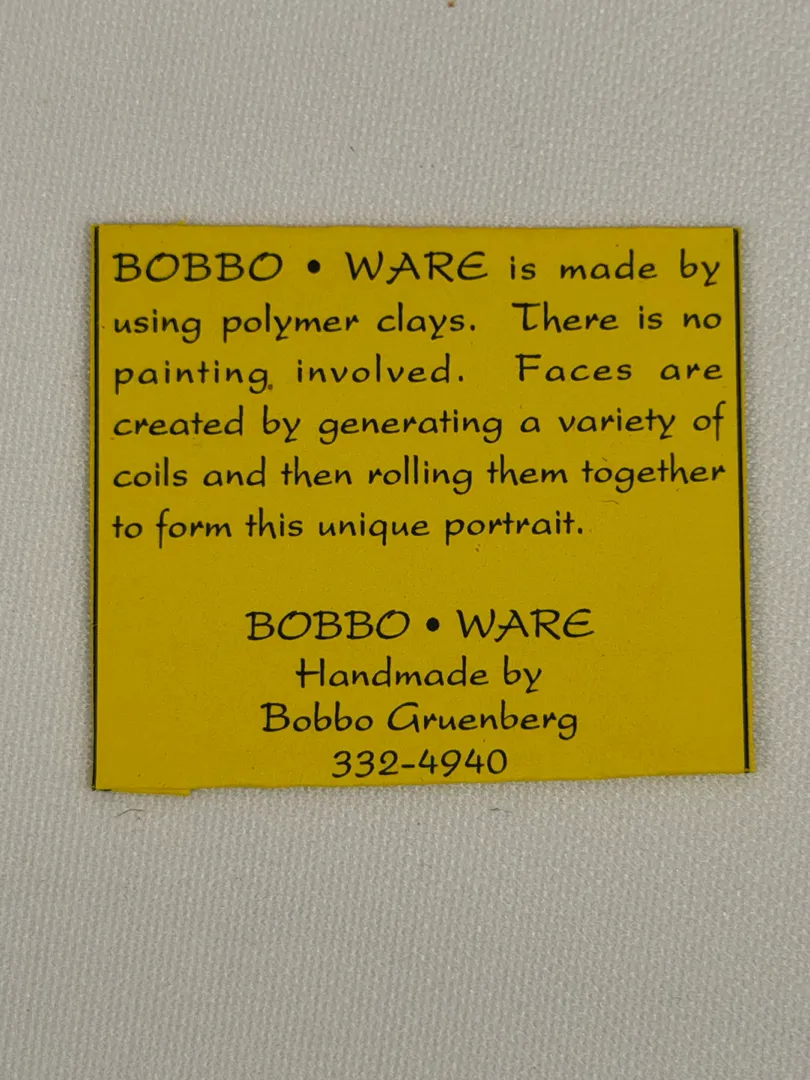 BOBBO • WARE is made by
using polymer clays. There is no
painting involved. Faces are
created by generating a variety of
coils and then rolling them together
to form this unique portrait.
BOBBO • WARE
Handmade by
Bobbo Gruenberg
332-4940